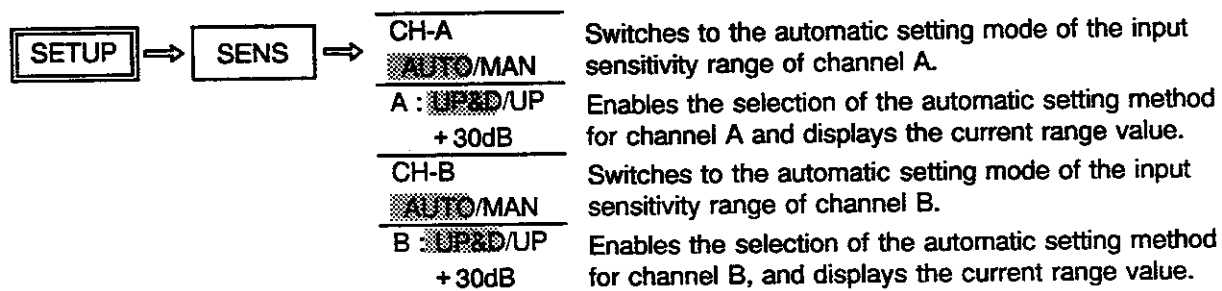 SETUP ⇒ SENS ⇒
CH-A
AUTO/MAN
Switches to the automatic setting mode of the input
sensitivity range of channel A.
A : UP&D/UP
+30dB
Enables the selection of the automatic setting method
for channel A and displays the current range value.
CH-B
AUTO/MAN
Switches to the automatic setting mode of the input
sensitivity range of channel B.
B : UP&D/UP
+30dB
Enables the selection of the automatic setting method
for channel B, and displays the current range value.